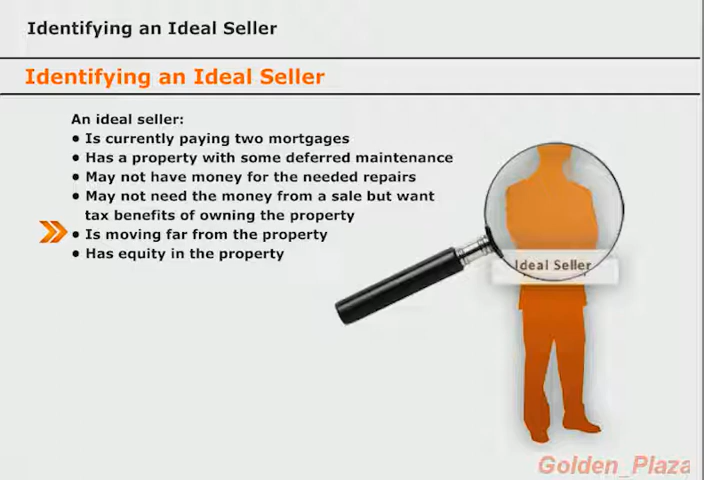 Identifying an Ideal Seller
Identifying an Ideal Seller
An ideal seller:
• Is currently paying two mortgages
• Has a property with some deferred maintenance
• May not have money for the needed repairs
• May not need the money from a sale but want
tax benefits of owning the property
• Is moving far from the property
• Has equity in the property
Ideal Seller
Golden_Plaza